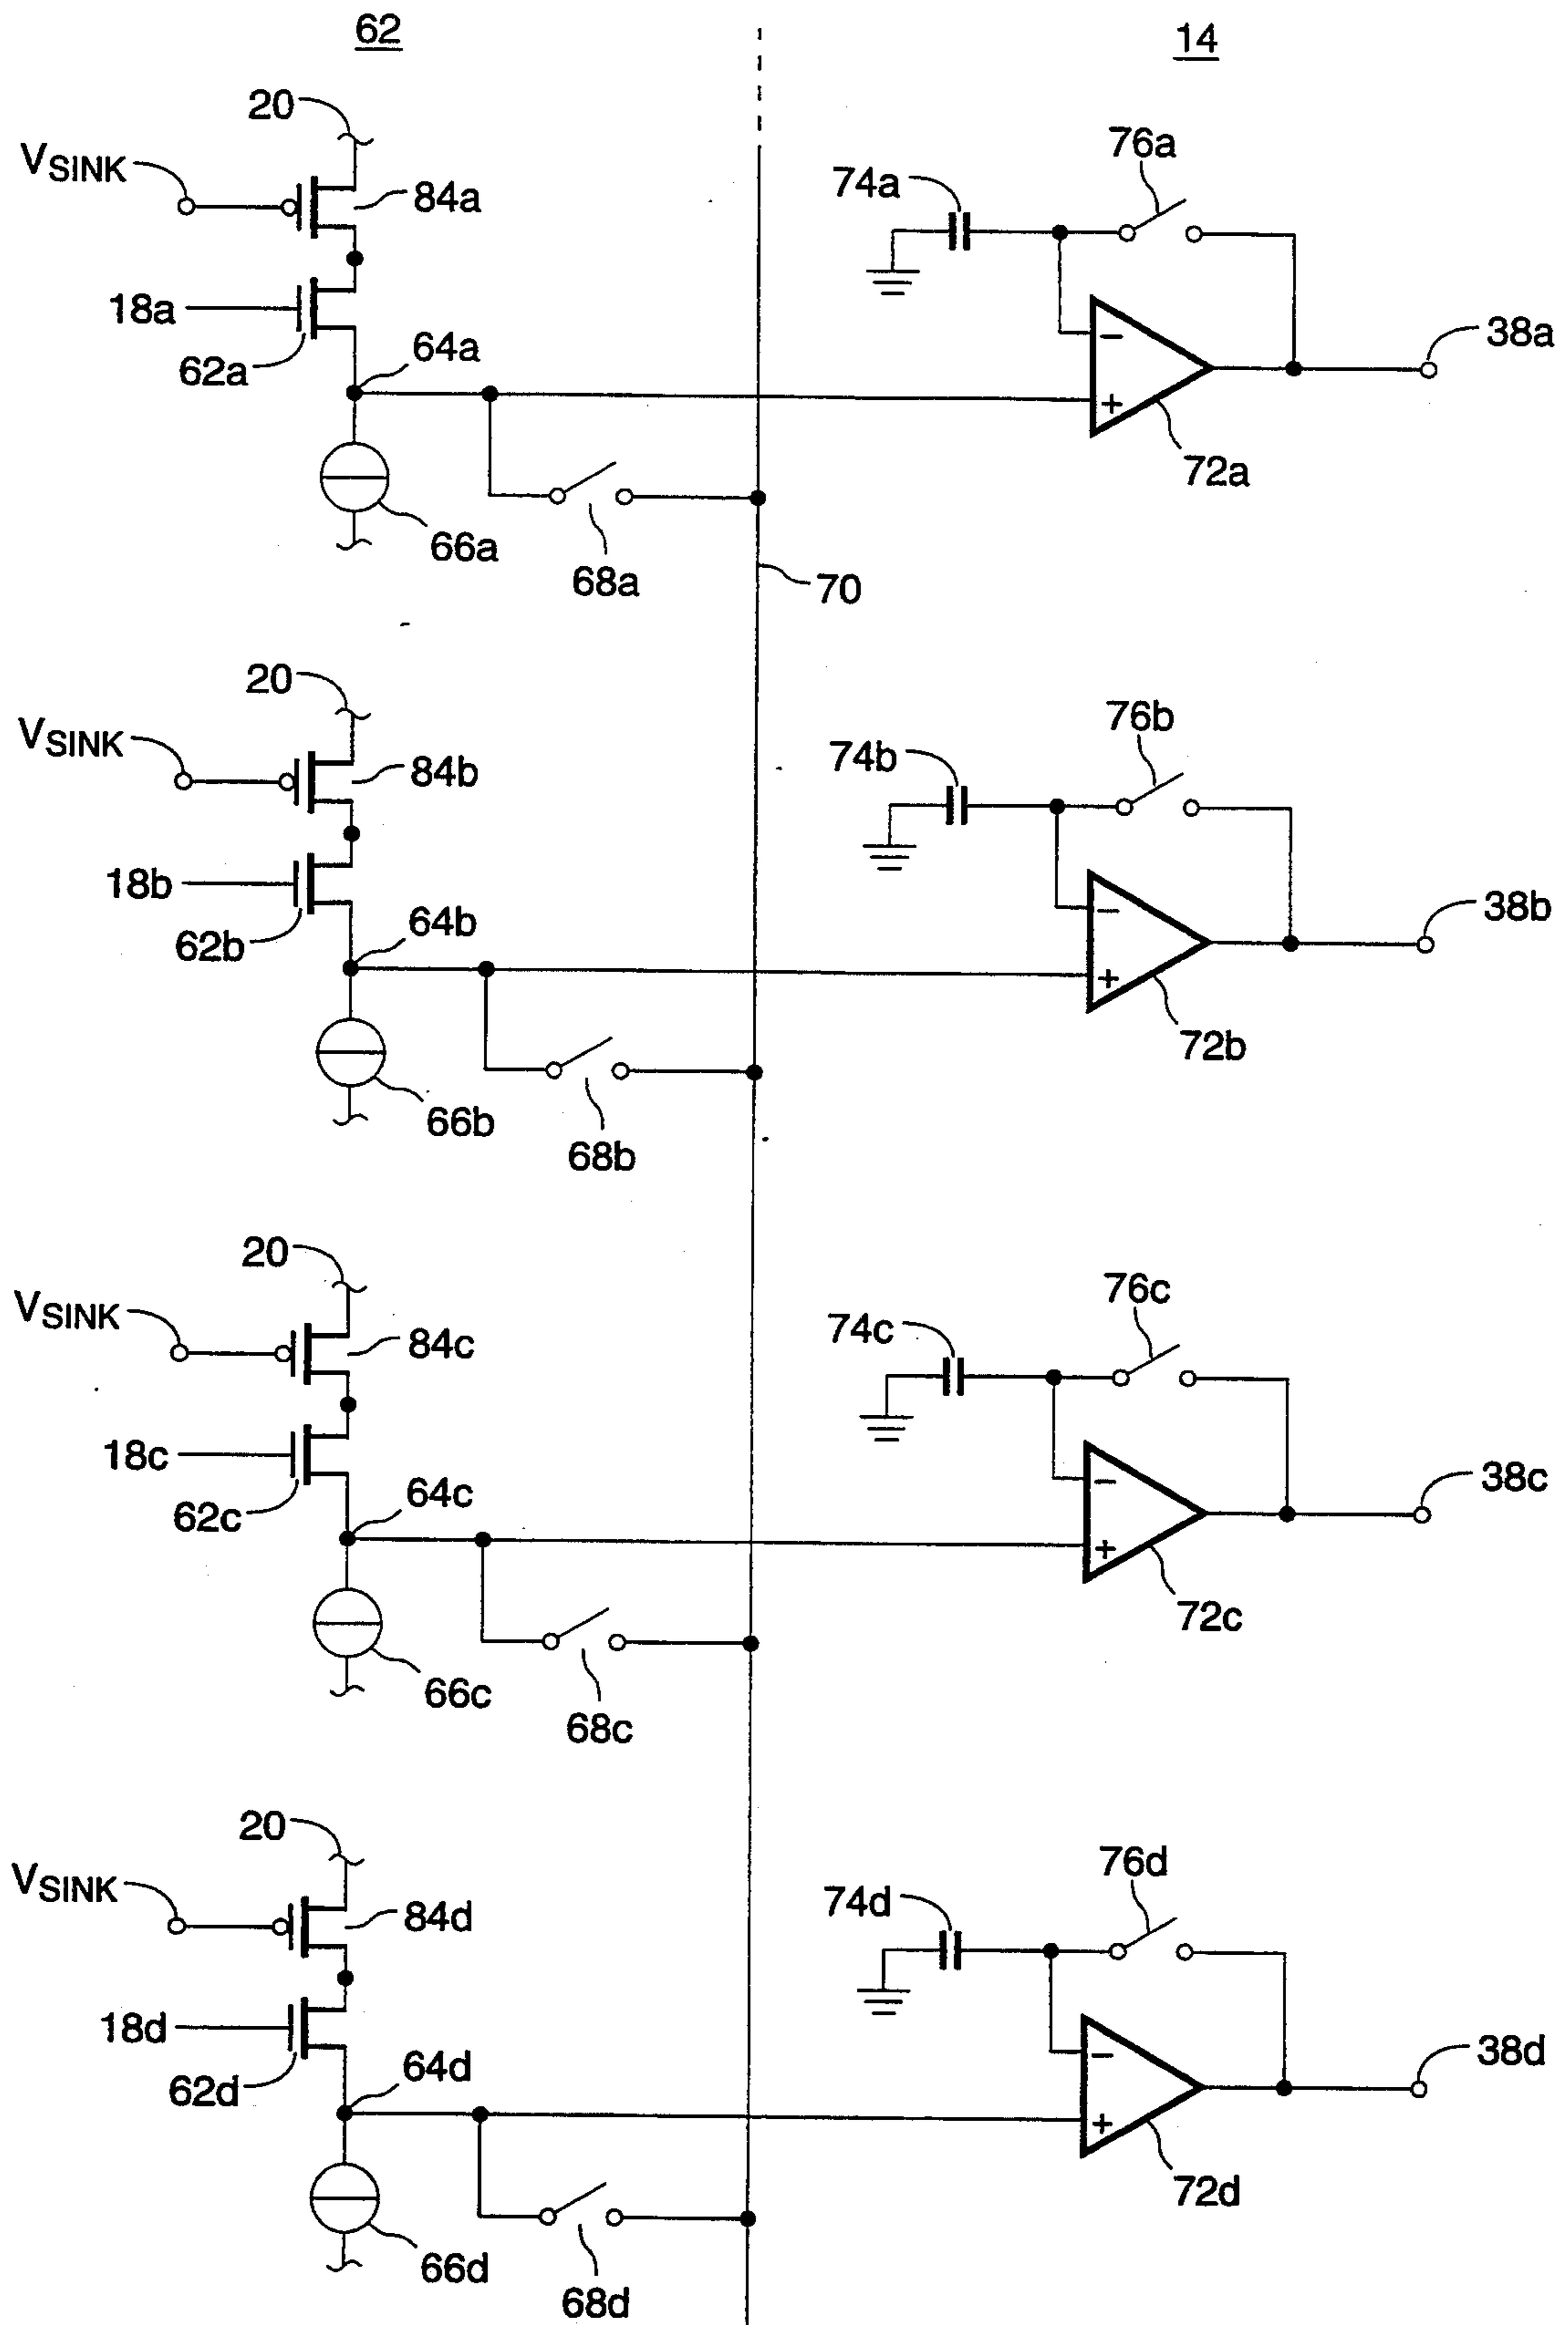 62
14
20
VSINK
84a
18a
62a
64a
66a
68a
70
74a
76a
38a
72a
20
VSINK
84b
18b
62b
64b
66b
68b
74b
76b
38b
72b
20
VSINK
84c
18c
62c
64c
66c
68c
74c
76c
38c
72c
20
VSINK
84d
18d
62d
64d
66d
68d
74d
76d
38d
72d